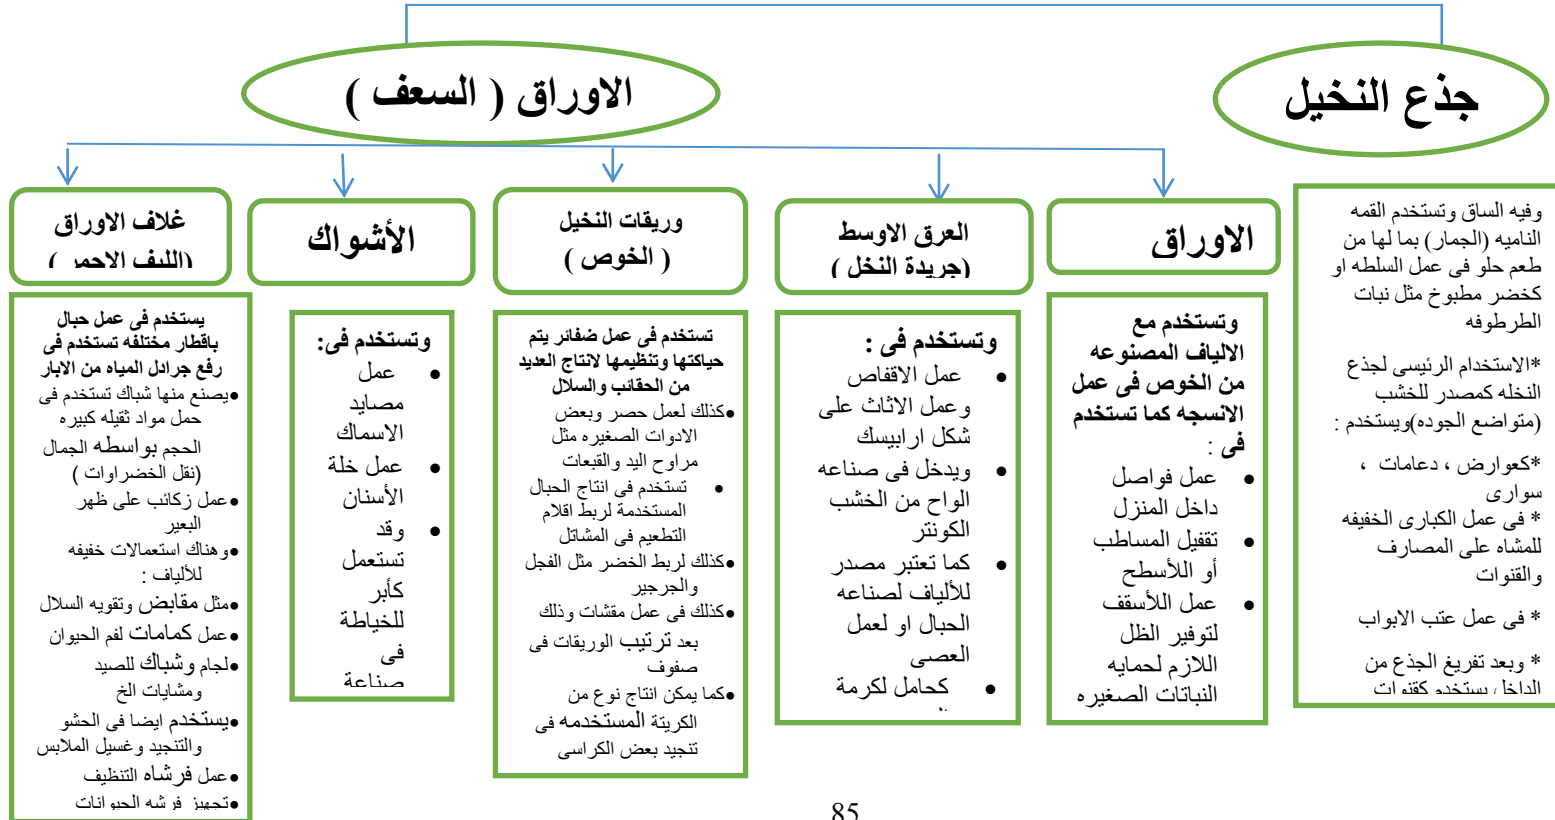 جذع النخيل
الاوراق ( السعف )
وفيه الساق وتستخدم القمه
الناميه (الجمار) بما لها من
طعم حلو فى عمل السلطه او
كخضر مطبوخ مثل نبات
الطرطوفه
*الاستخدام الرئيسى لجذع
النخله كمصدر للخشب
(متواضع الجوده)ويستخدم :
*كعوارض ، دعامات ،
سوارى
* فى عمل الكبارى الخفيفه
للمشاه على المصارف
والقنوات
* فى عمل عتب الابواب
* وبعد تفريغ الجذع من
الداخل يستخدم كقنوات
الاوراق
وتستخدم مع
الالياف المصنوعه
من الخوص فى عمل
الانسجه كما تستخدم
فى :
• عمل فواصل
داخل المنزل
• تقفيل المساطب
أو اللأسطح
• عمل اللأسقف
لتوفير الظل
اللازم لحمايه
النباتات الصغيره
العرق الاوسط
(جريدة النخل )
وتستخدم فى :
• عمل الاقفاص
وعمل الاثاث على
شكل ارابيسك
• ويدخل فى صناعه
الواح من الخشب
الكونتر
• كما تعتبر مصدر
للألياف لصناعه
الحبال او لعمل
العصى
• كحامل لكرمة
وريقات النخيل
( الخوص )
تستخدم فى عمل ضفائر يتم
حياكتها وتنظيمها لانتاج العديد
من الحقائب والسلال
•كذلك لعمل حصر وبعض
الادوات الصغيره مثل
مراوح اليد والقبعات
• تستخدم فى انتاج الحبال
المستخدمة لربط اقلام
التطعيم فى المشاتل
•كذلك لربط الخضر مثل الفجل
والجرجير
•كذلك فى عمل مقشات وذلك
بعد ترتيب الوريقات فى
صفوف
•كما يمكن انتاج نوع من
الكريتة المستخدمه فى
تنجيد بعض الكراسى
الأشواك
وتستخدم فى:
• عمل
مصايد
الاسماك
• عمل خلة
الأسنان
• وقد
تستعمل
كأبر
للخياطة
فى
صناعة
غلاف الاوراق
(الليف الاحمر )
يستخدم فى عمل حبال
باقطار مختلفه تستخدم فى
رفع جرادل المياه من الابار
•يصنع منها شباك تستخدم فى
حمل مواد ثقيله كبيره
الحجم بواسطه الجمال
(نقل الخضراوات )
•عمل زكائب على ظهر
البعير
•وهناك استعمالات خفيفه
للألياف :
•مثل مقابض وتقويه السلال
•عمل كمامات لفم الحيوان
•لجام وشباك للصيد
ومشايات الخ
•يستخدم ايضا فى الحشو
والتنجيد وغسيل الملابس
•عمل فرشاه التنظيف
•تجهيز فرشه الحيوانات
85